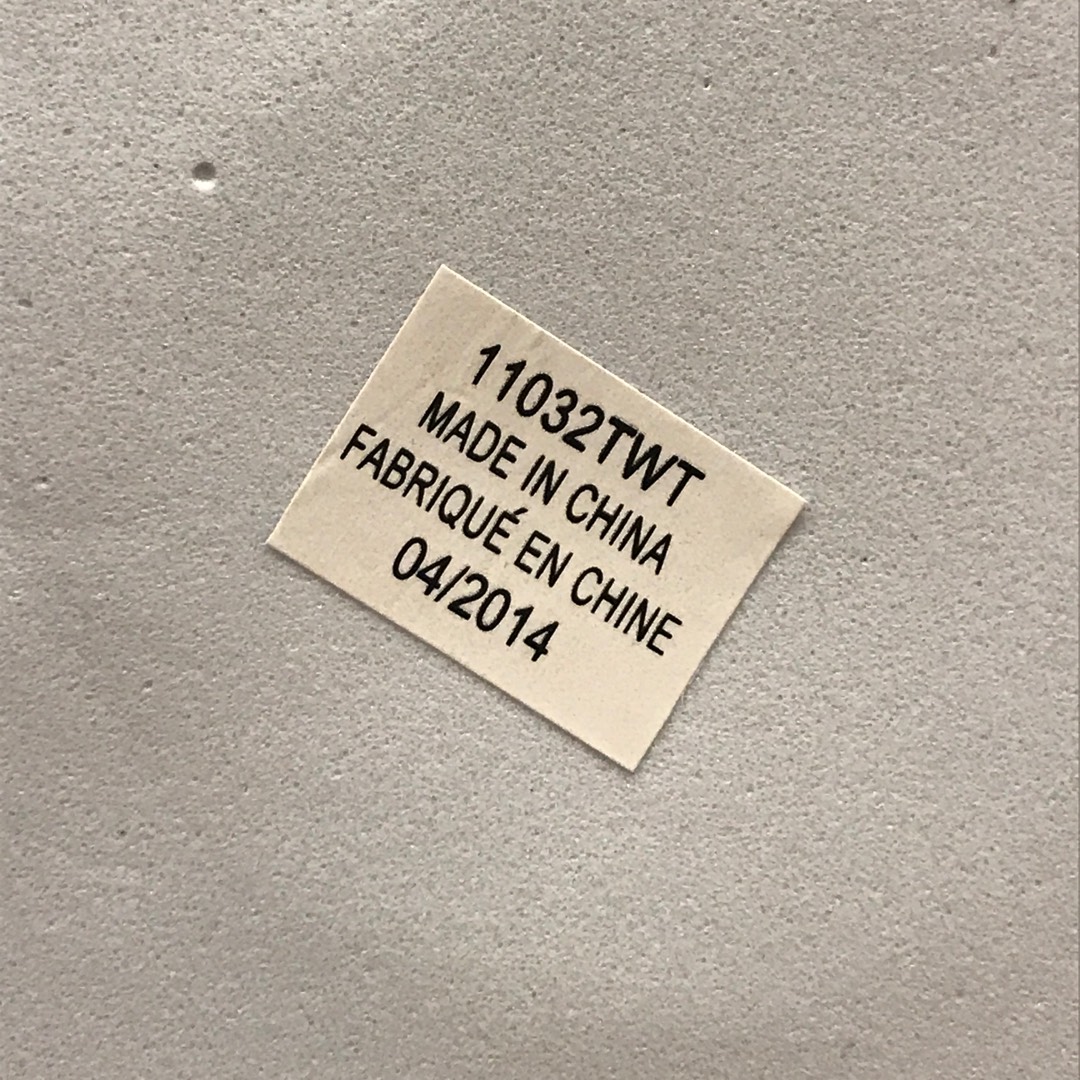 11032TWT
MADE IN CHINA
FABRIQUÉ EN CHINE
04/2014